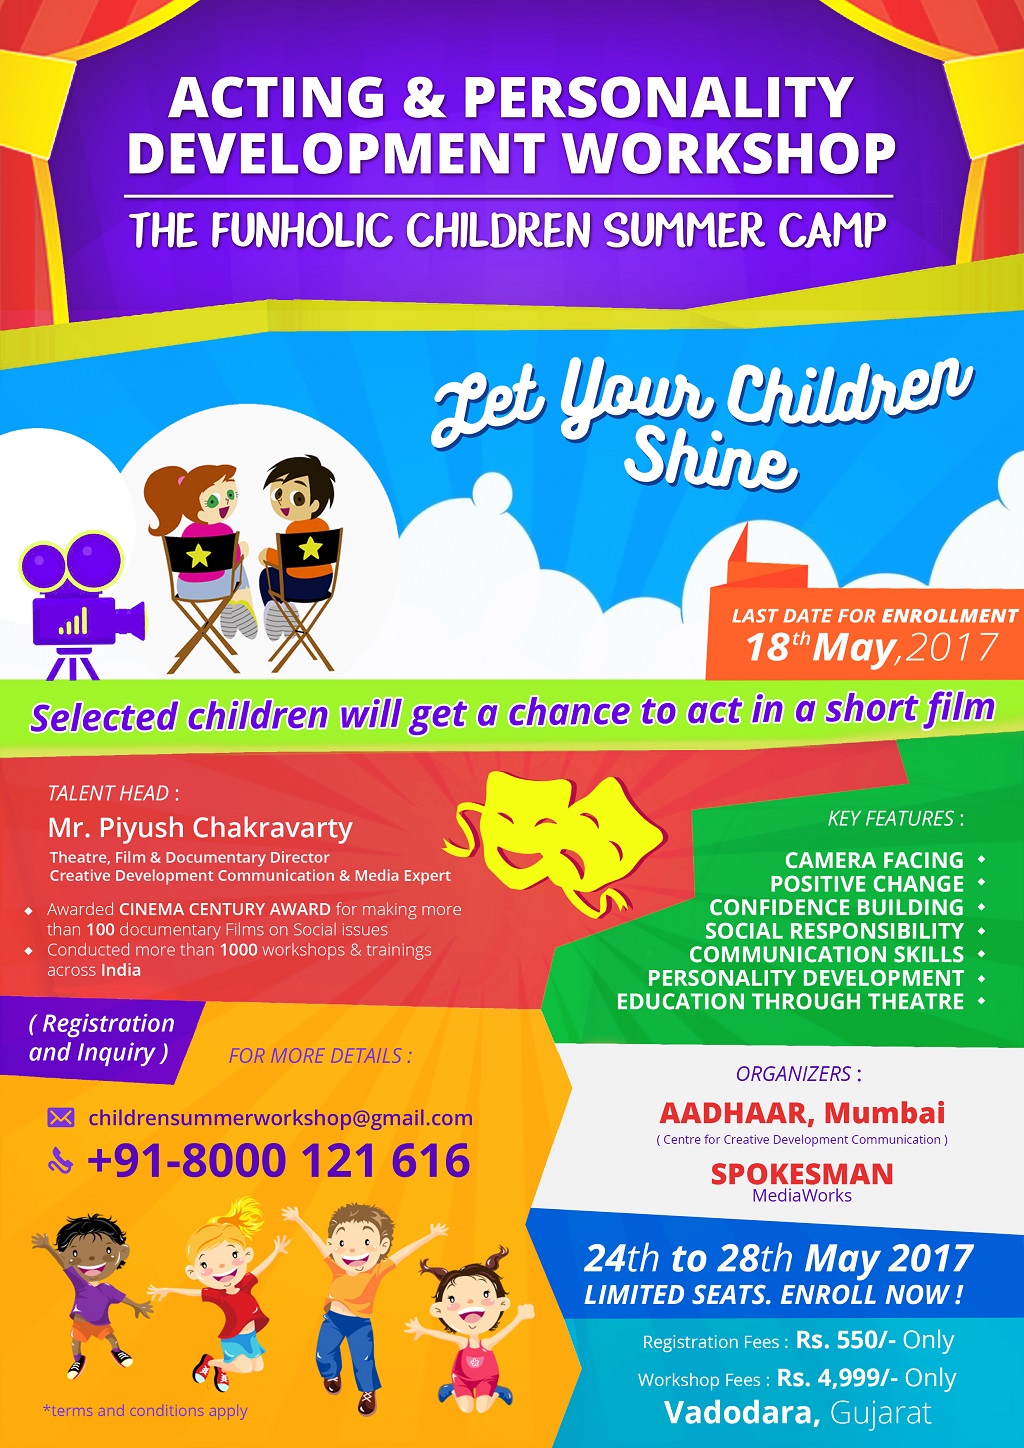 ACTING & PERSONALITY
DEVELOPMENT WORKSHOP
THE FUNHOLIC CHILDREN SUMMER CAMP
Let Your Children
Shine
LAST DATE FOR ENROLLMENT
18th May, 2017
Selected children will get a chance to act in a short film
TALENT HEAD :
Mr. Piyush Chakravarty
Theatre, Film & Documentary Director
Creative Development Communication & Media Expert
Awarded CINEMA CENTURY AWARD for making more
than 100 documentary Films on Social issues
Conducted more than 1000 workshops & trainings
across India
KEY FEATURES :
CAMERA FACING
POSITIVE CHANGE
CONFIDENCE BUILDING
SOCIAL RESPONSIBILITY
COMMUNICATION SKILLS
PERSONALITY DEVELOPMENT
EDUCATION THROUGH THEATRE
( Registration
and Inquiry )
FOR MORE DETAILS :
childrensummerworkshop@gmail.com
+91-8000 121 616
*terms and conditions apply
ORGANIZERS :
AADHAAR, Mumbai
( Centre for Creative Development Communication )
SPOKESMAN
MediaWorks
24th to 28th May 2017
LIMITED SEATS. ENROLL NOW !
Registration Fees : Rs. 550/- Only
Workshop Fees : Rs. 4,999/- Only
Vadodara, Gujarat